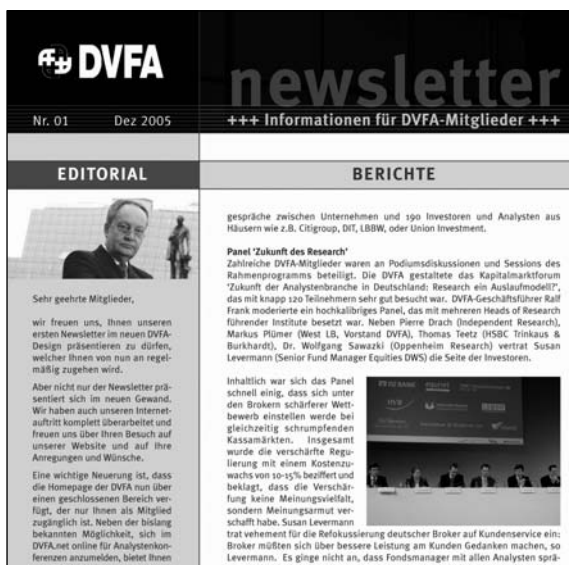 DVFA
newsletter
Nr. 01 Dez 2005
+++ Informationen für DVFA-Mitglieder +++
EDITORIAL
Sehr geehrte Mitglieder,
wir freuen uns, Ihnen unseren
ersten Newsletter im neuen DVFA-
Design präsentieren zu dürfen,
welcher Ihnen von nun an regel-
mäßig zugehen wird.
Aber nicht nur der Newsletter prä-
sentiert sich im neuen Gewand.
Wir haben auch unseren Internet-
auftritt komplett überarbeitet und
freuen uns über Ihren Besuch auf
unserer Website und auf Ihre
Anregungen und Wünsche.
Eine wichtige Neuerung ist, dass
die Homepage der DVFA nun über
einen geschlossenen Bereich ver-
fügt, der nur Ihnen als Mitglied
zugänglich ist. Neben der bislang
bekannten Möglichkeit, sich im
DVFA.net online für Analystenkon-
ferenzen anzumelden, bietet Ihnen
BERICHTE
gespräche zwischen Unternehmen und 190 Investoren und Analysten aus
Häusern wie z.B. Citigroup, DIT, LBBW, oder Union Investment.
Panel 'Zukunft des Research'
Zahlreiche DVFA-Mitglieder waren an Podiumsdiskussionen und Sessions des
Rahmenprogramms beteiligt. Die DVFA gestaltete das Kapitalmarktforum
'Zukunft der Analystenbranche in Deutschland: Research ein Auslaufmodell?',
das mit knapp 120 Teilnehmern sehr gut besucht war. DVFA-Geschäftsführer Ralf
Frank moderierte ein hochkalibriges Panel, das mit mehreren Heads of Research
führender Institute besetzt war. Neben Pierre Drach (Independent Research),
Markus Plümer (West LB, Vorstand DVFA), Thomas Teetz (HSBC Trinkaus &
Burkhardt), Dr. Wolfgang Sawazki (Oppenheim Research) vertrat Susan
Levermann (Senior Fund Manager Equities DWS) die Seite der Investoren.
Inhaltlich war sich das Panel
schnell einig, dass sich unter
den Brokern schärferer Wett-
bewerb einstellen werde bei
gleichzeitig schrumpfenden
Kassamärkten. Insgesamt
wurde die verschärfte Regu-
lierung mit einem Kostenzu-
wachs von 10-15% beziffert und
beklagt, dass die Verschär-
fung keine Meinungsvielfalt,
sondern Meinungsarmut ver-
schafft habe. Susan Levermann
trat vehement für die Refokussierung deutscher Broker auf Kundenservice ein:
Broker müßten sich über bessere Leistung am Kunden Gedanken machen, so
Levermann. Es ginge nicht an, dass Fondsmanager mit allen Analysten sprä-